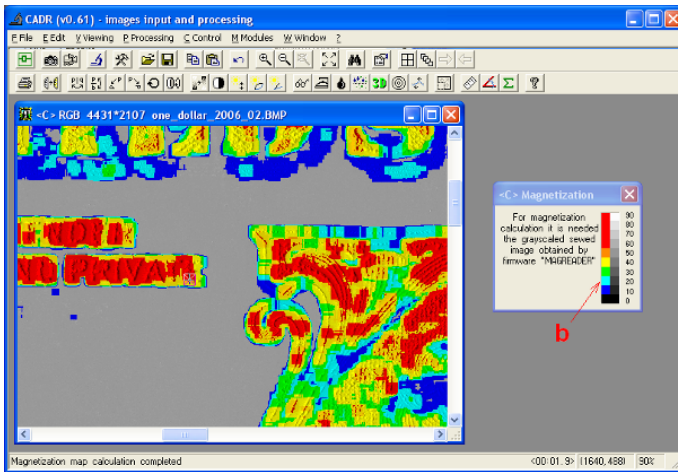 CADR (v0.61) - images input and processing
F File E Edit V Viewing P Processing C Control M Modules W Window ?
<C> RGB 4431*2107 one_dollar_2006_02.BMP
PRIVA
<C> Magnetization
For magnetization
calculation it is needed
the grayscaled sewed
image obtained by
firmware "MAGREADER"
90
80
70
60
50
40
30
20
10
0
b
Magnetization map calculation completed
<00:01.9> (1640,488) 90%